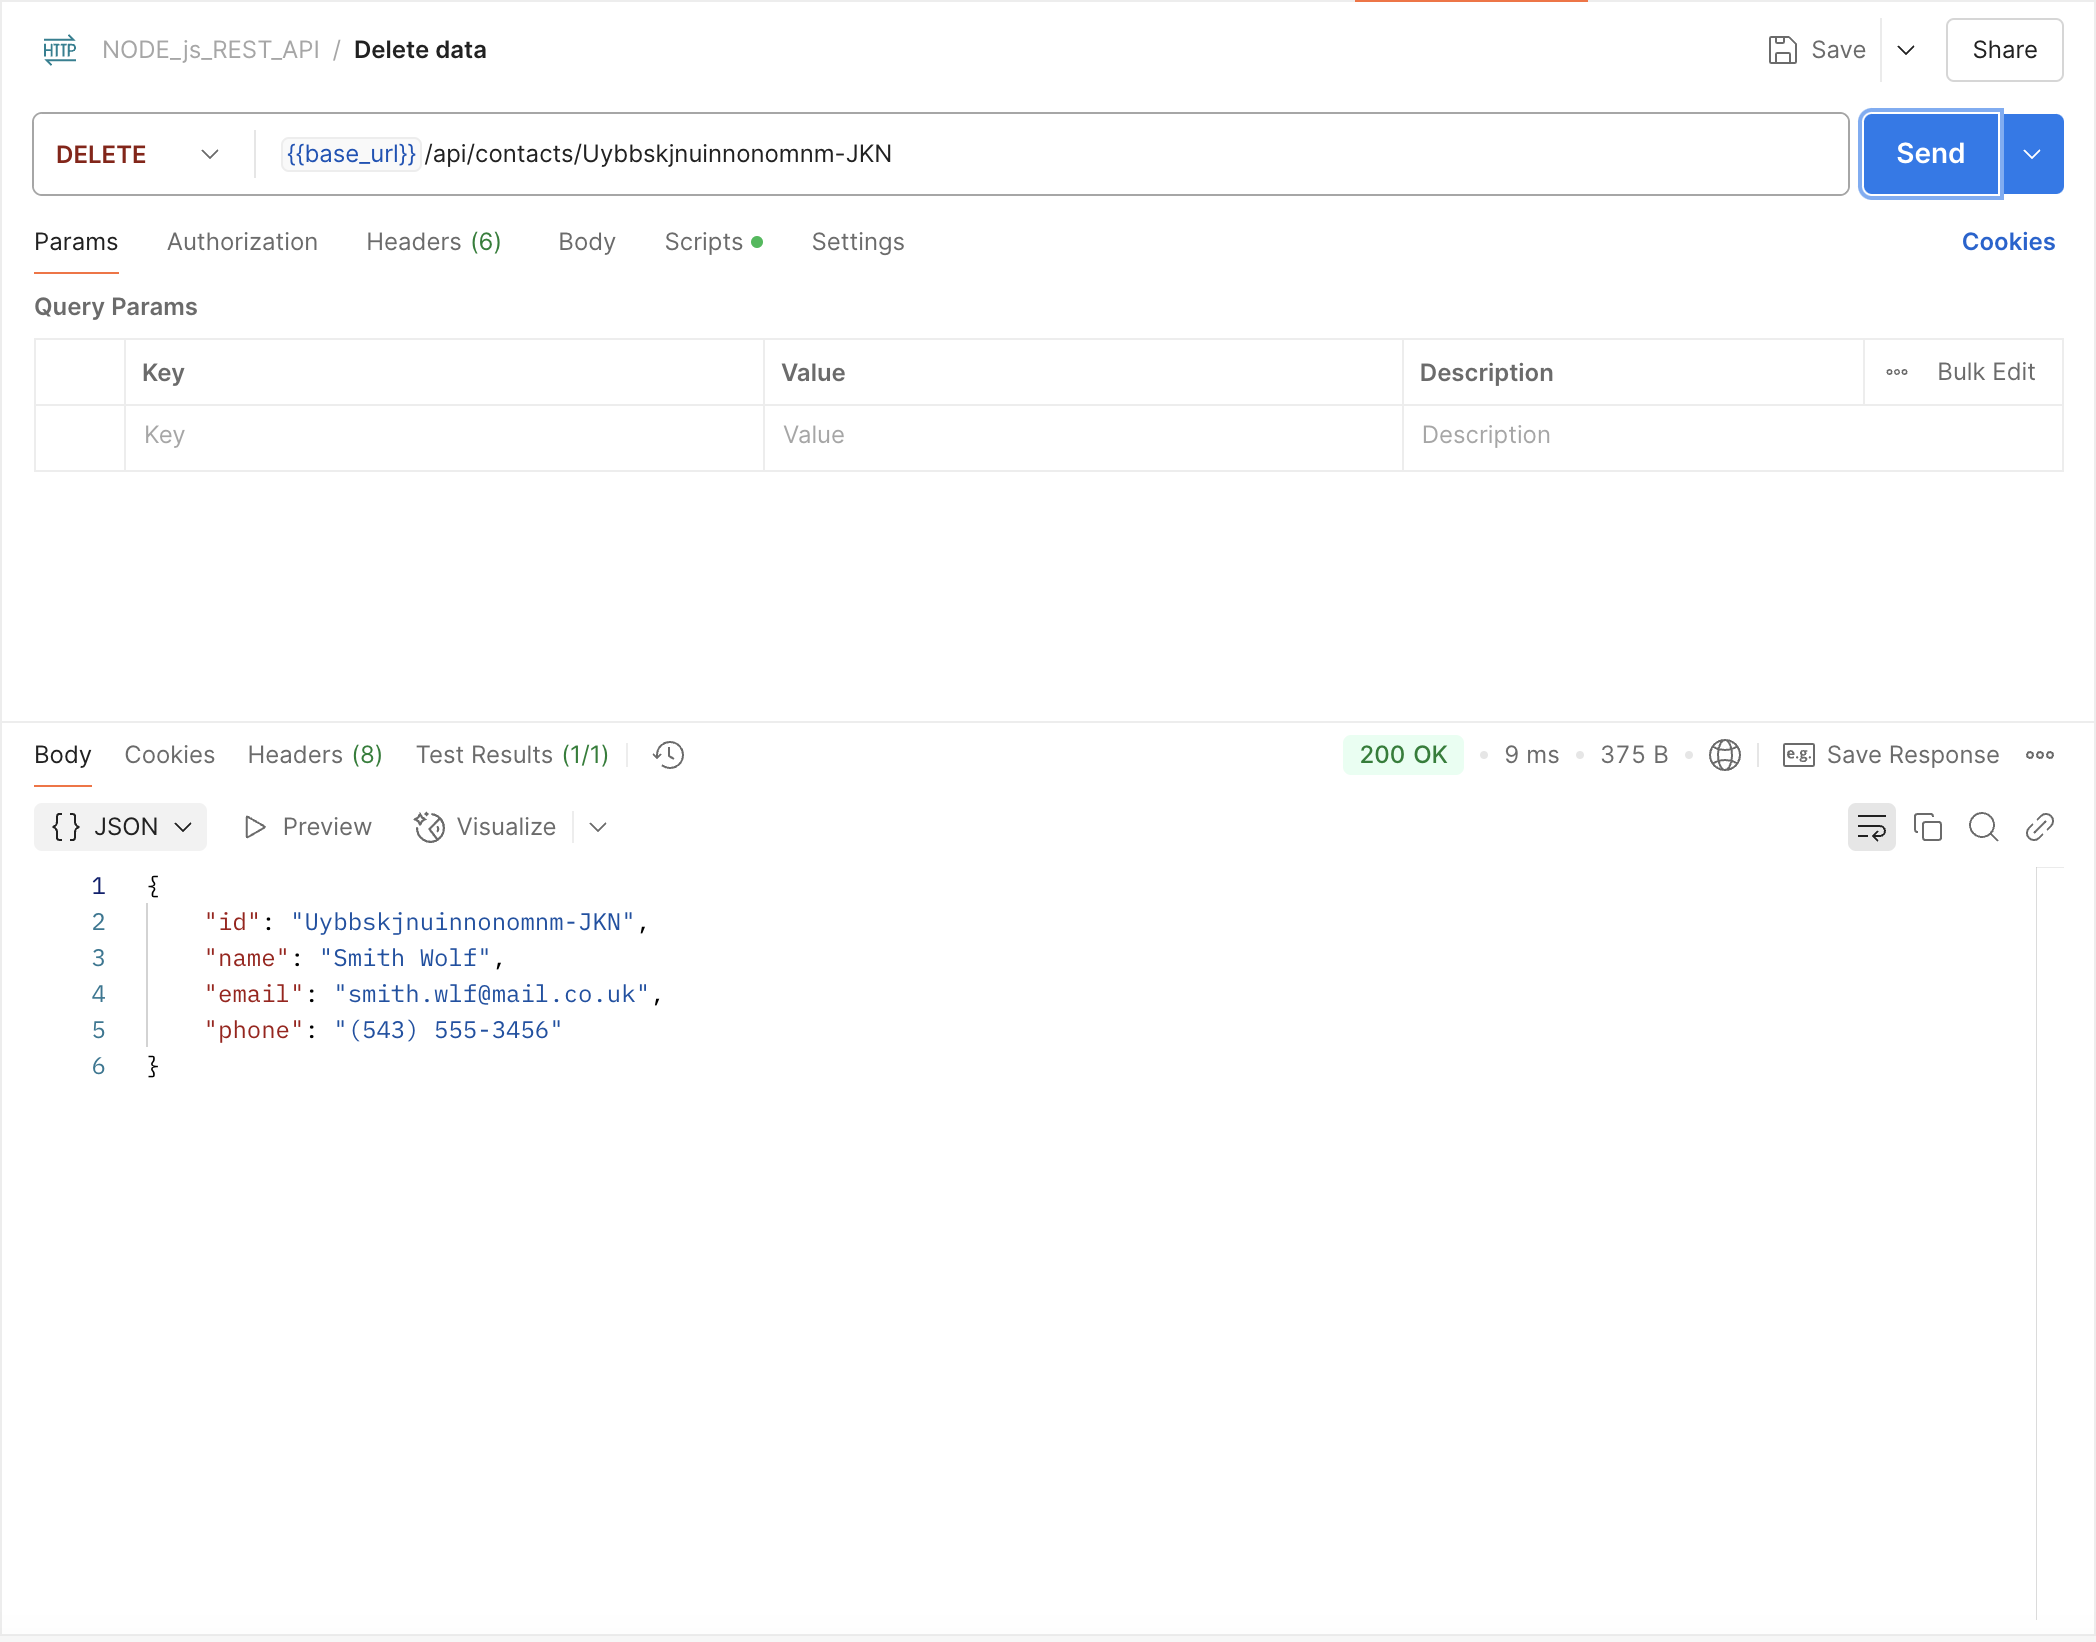 HTTP NODE_js_REST_API / Delete data Save Share
DELETE {{base_url}}/api/contacts/Uybbskjnuinnonomnm-JKN Send
Params Authorization Headers (6) Body Scripts Settings Cookies
Query Params
Key Value Description Bulk Edit
Key Value Description
Body Cookies Headers (8) Test Results (1/1) 200 OK 9 ms 375 B e.g. Save Response
{} JSON Preview Visualize
1 {
2 "id": "Uybbskjnuinnonomnm-JKN",
3 "name": "Smith Wolf",
4 "email": "smith.wlf@mail.co.uk",
5 "phone": "(543) 555-3456"
6 }